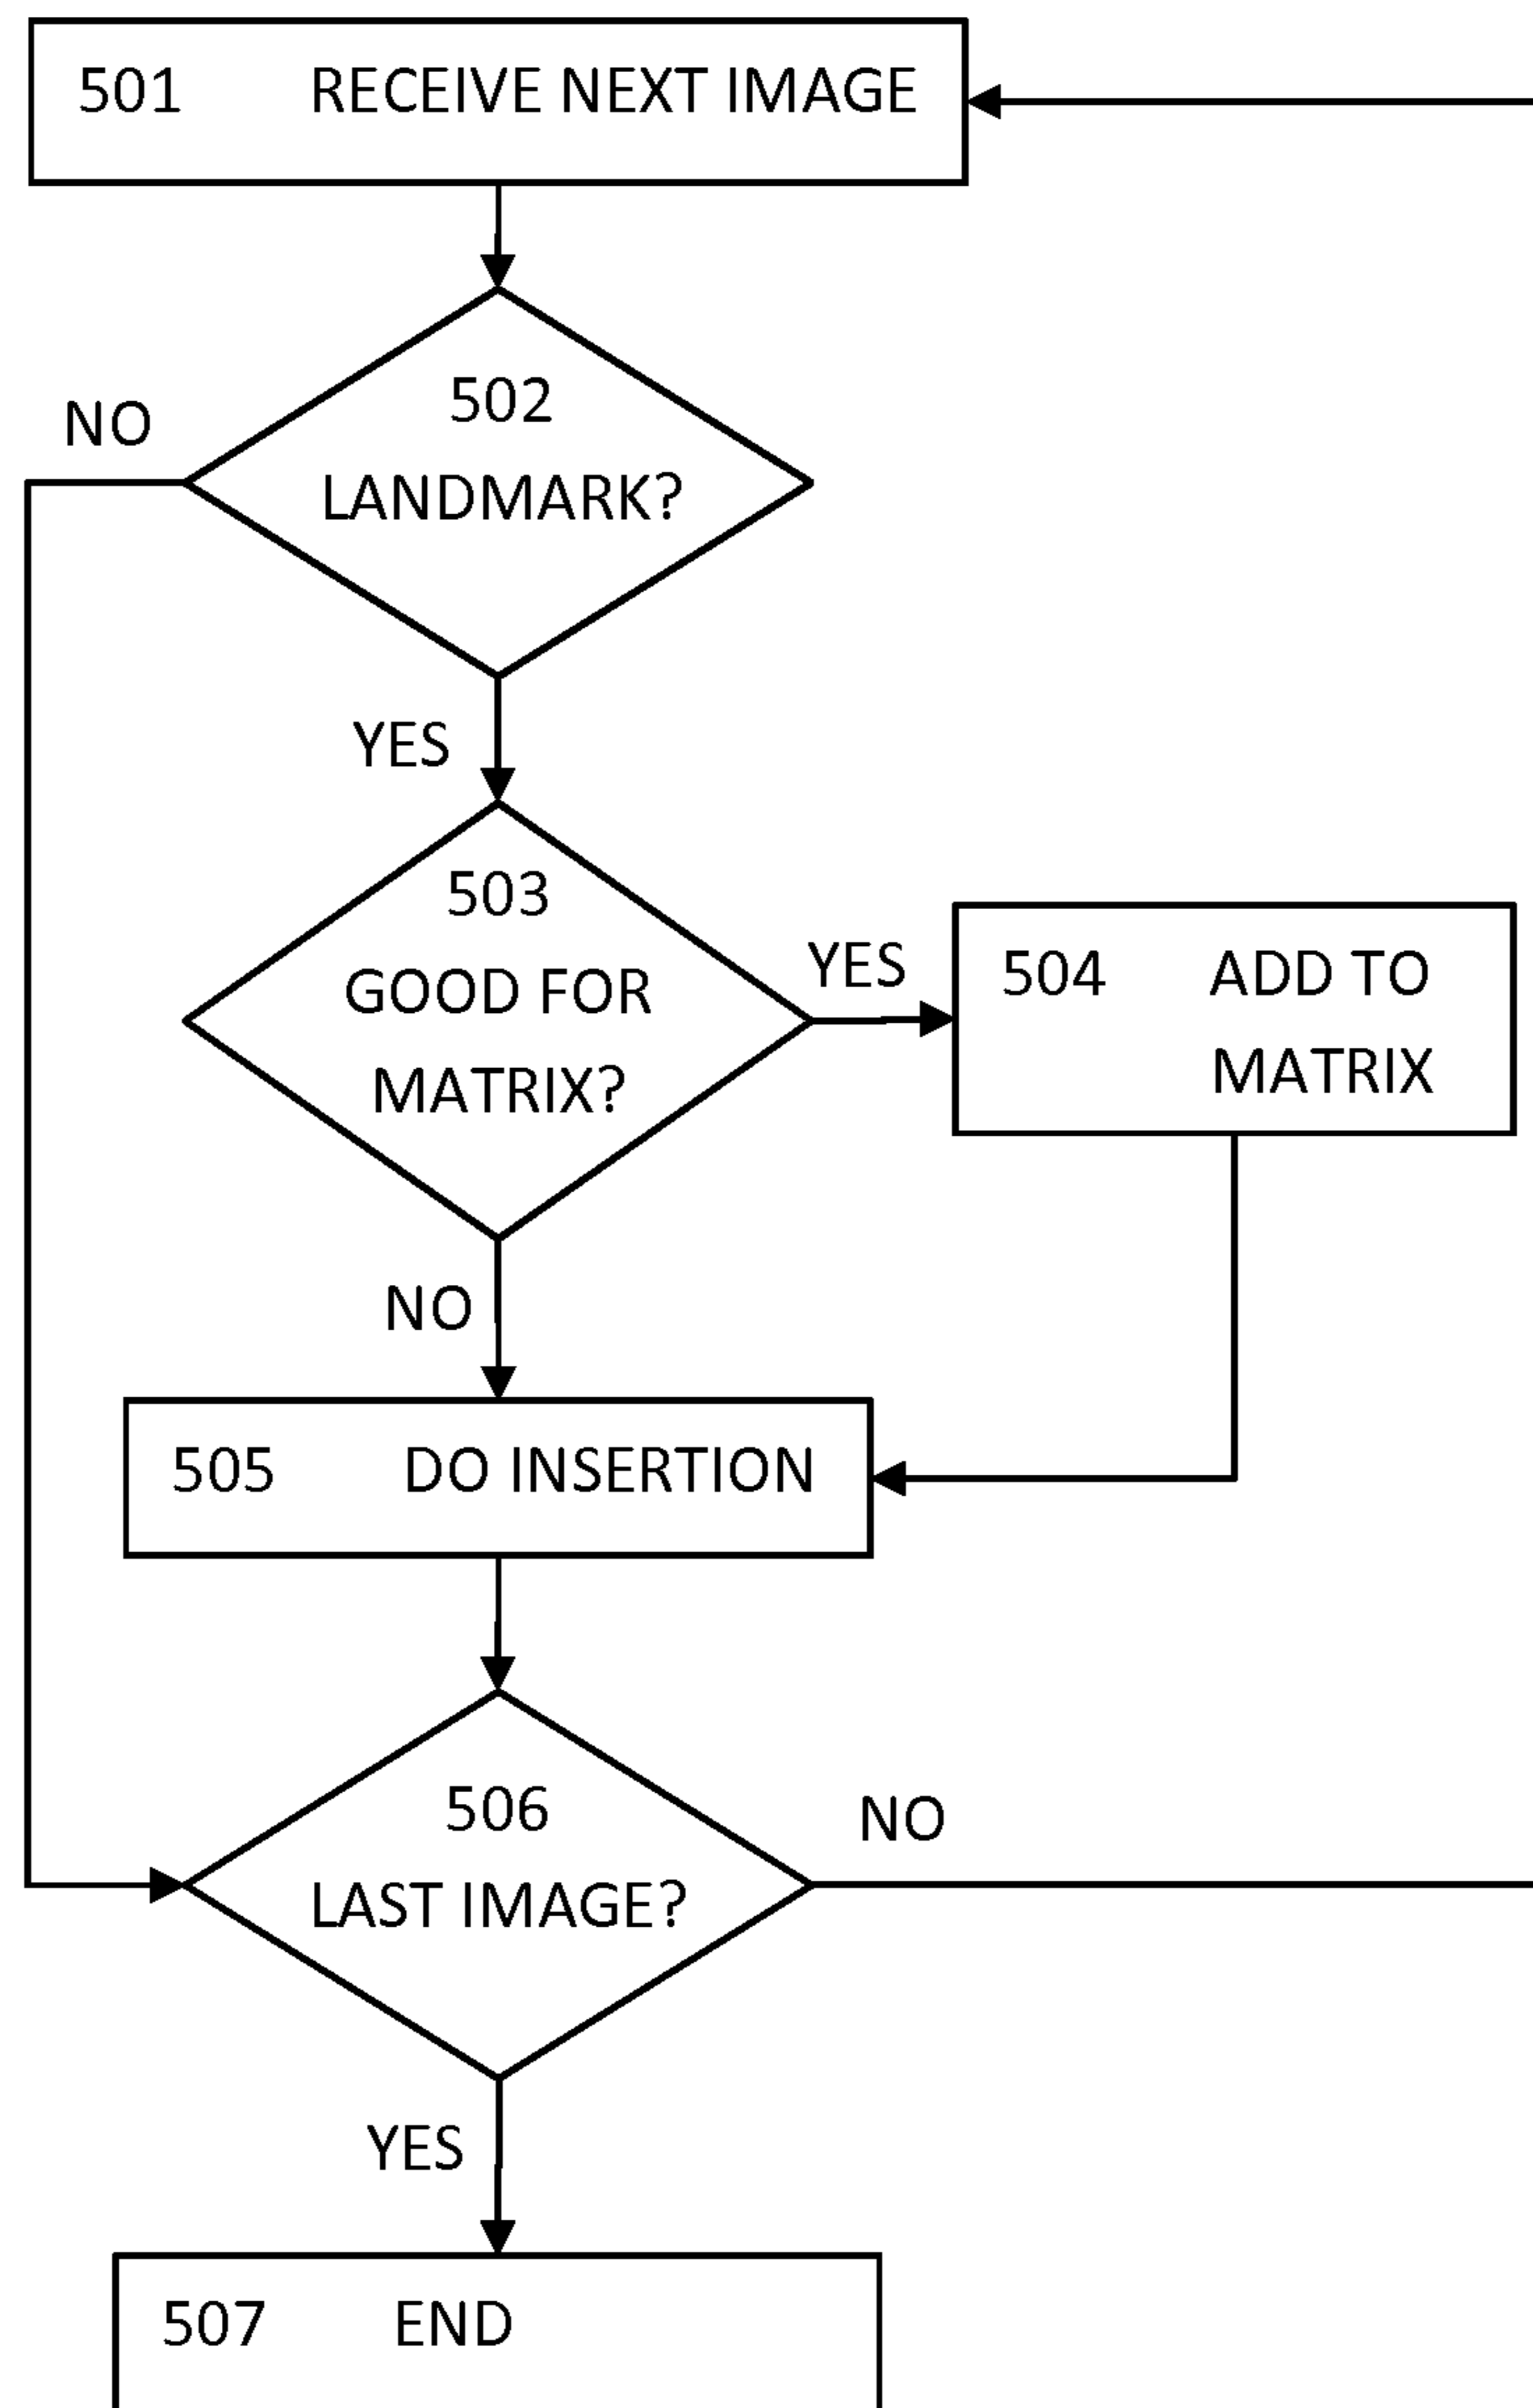 501 RECEIVE NEXT IMAGE
502
LANDMARK?
NO
YES
503
GOOD FOR
MATRIX?
YES
504 ADD TO
MATRIX
NO
505 DO INSERTION
506
LAST IMAGE?
NO
YES
507 END